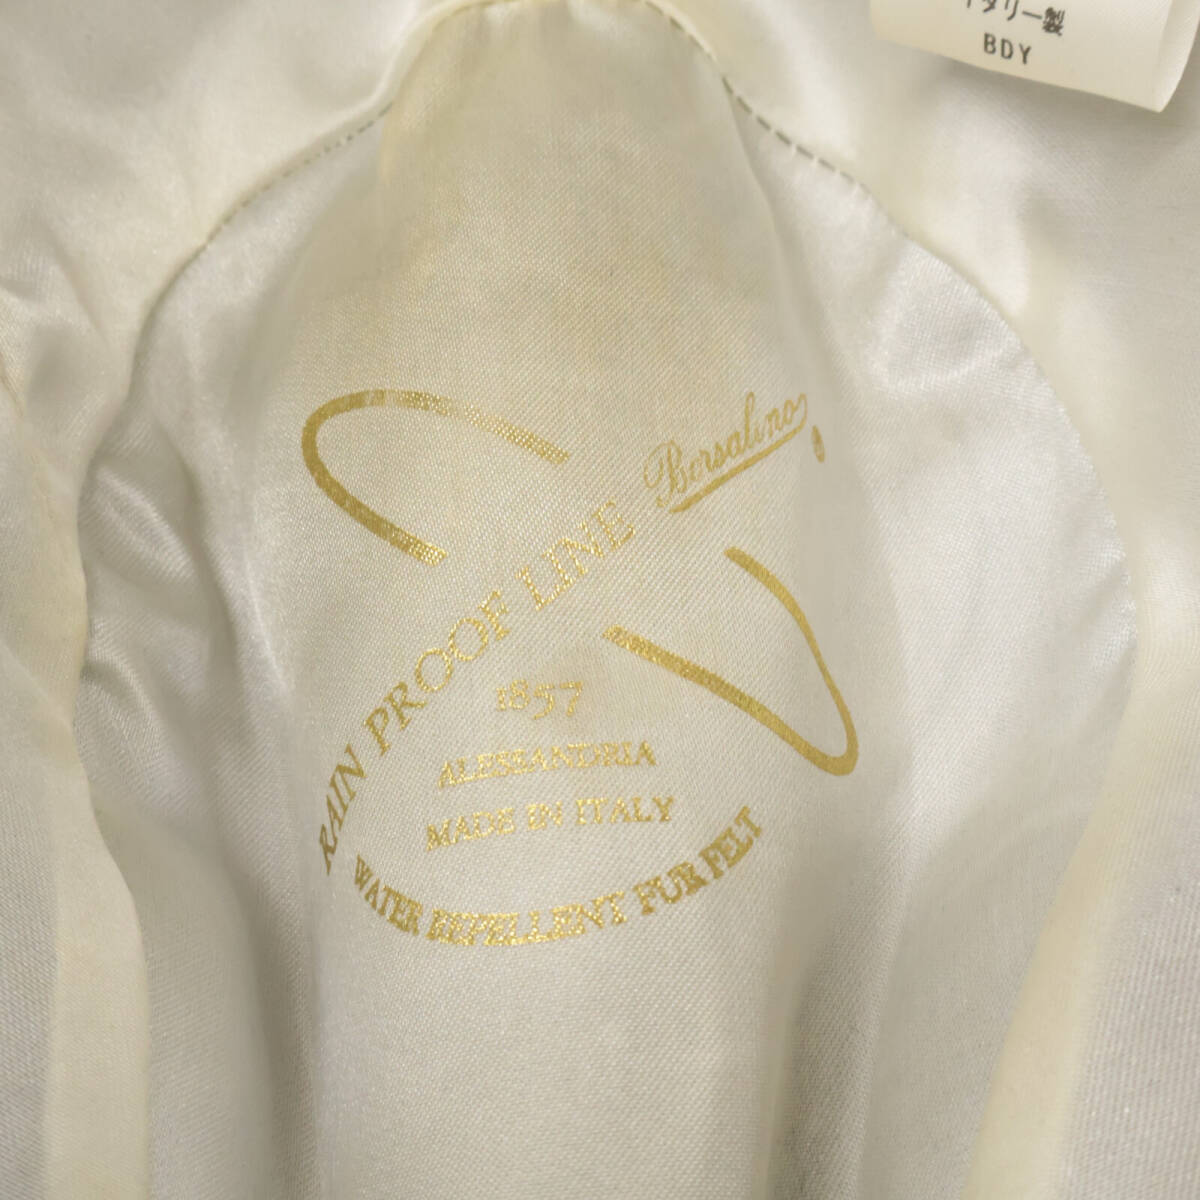 イタリー製
BDY
Borsalino
RAIN PROOF LINE
1857
ALESSANDRIA
MADE IN ITALY
WATER REPELLENT FUR FELT